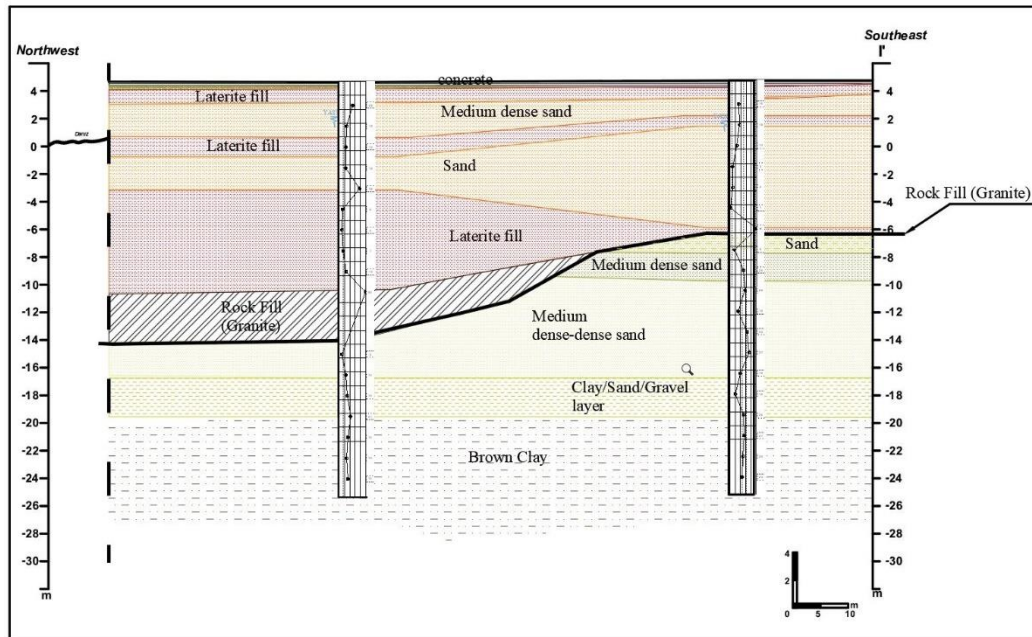 Northwest
Southeast
I'
concrete
Laterite fill
Medium dense sand
Laterite fill
Sand
Rock Fill (Granite)
Laterite fill
Sand
Medium dense sand
Rock Fill
(Granite)
Medium
dense-dense sand
Clay/Sand/Gravel
layer
Brown Clay
4
2
0
-2
-4
-6
-8
-10
-12
-14
-16
-18
-20
-22
-24
-26
-28
-30
m
4
2
0
-2
-4
-6
-8
-10
-12
-14
-16
-18
-20
-22
-24
-26
-28
-30
m
4
2
0 5 10 m